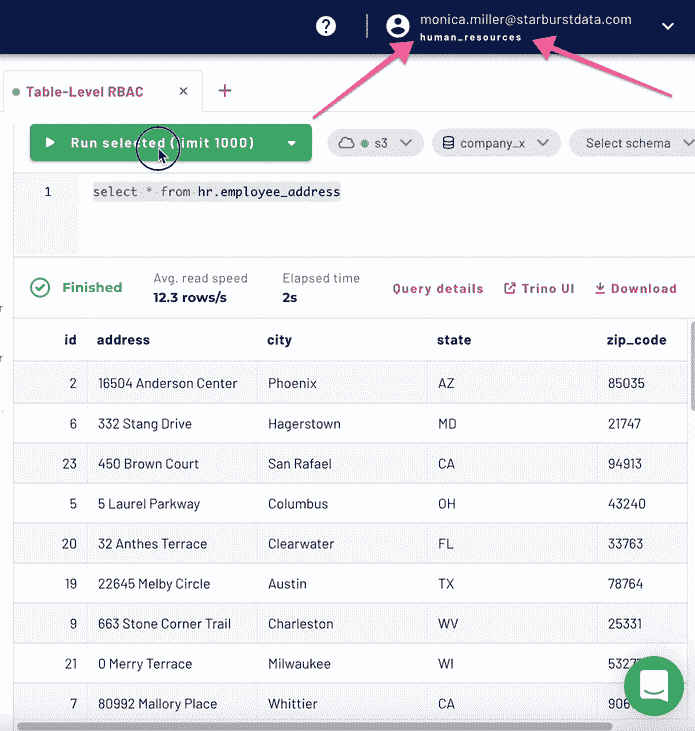 monica.miller@starburstdata.com
human_resources
Table-Level RBAC
Run selected (limit 1000)
s3
company_x
Select schema
1
select * from hr.employee_address
Finished
Avg. read speed
12.3 rows/s
Elapsed time
2s
Query details
Trino UI
Download
id address city state zip_code
2 16504 Anderson Center Phoenix AZ 85035
6 332 Stang Drive Hagerstown MD 21747
23 450 Brown Court San Rafael CA 94913
5 5 Laurel Parkway Columbus OH 43240
20 32 Anthes Terrace Clearwater FL 33763
19 22645 Melby Circle Austin TX 78764
9 663 Stone Corner Trail Charleston WV 25331
21 0 Merry Terrace Milwaukee WI
7 80992 Mallory Place Whittier CA